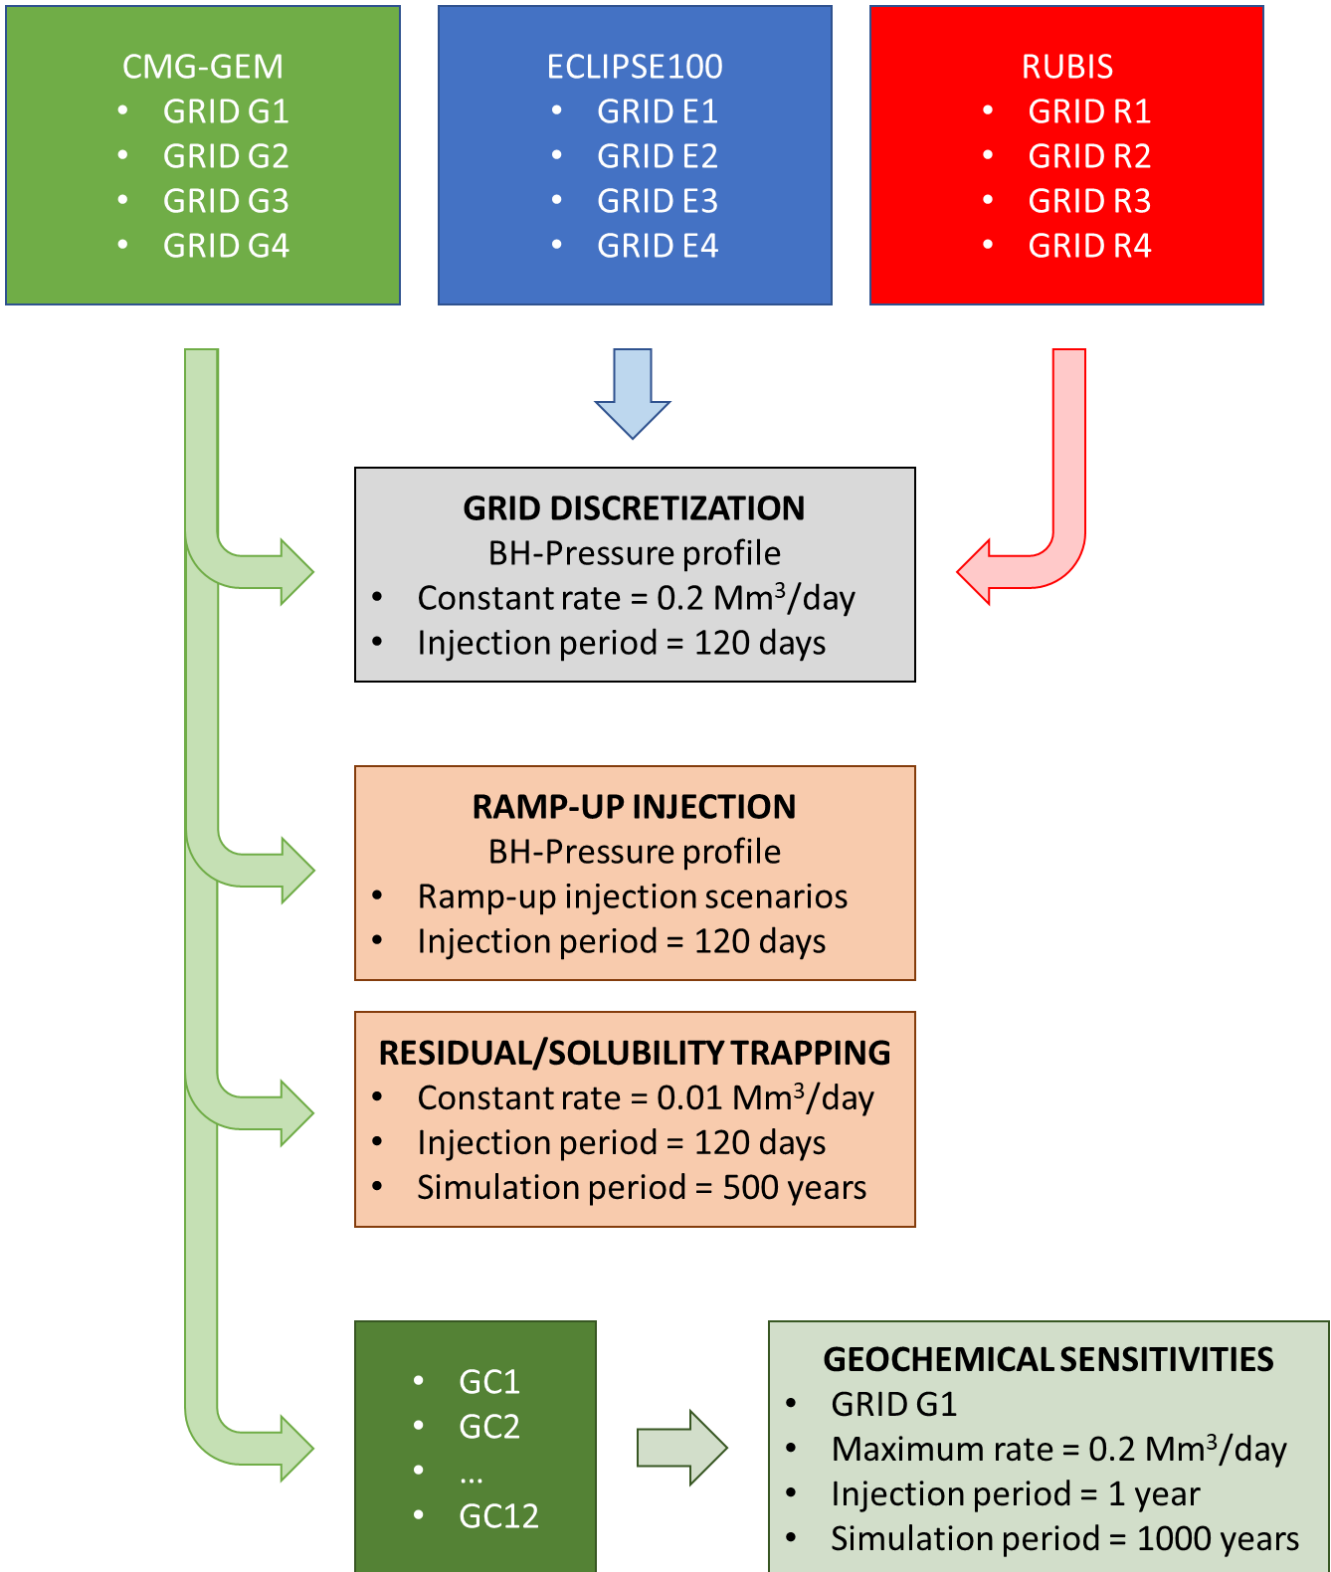 CMG-GEM
• GRID G1
• GRID G2
• GRID G3
• GRID G4
ECLIPSE100
• GRID E1
• GRID E2
• GRID E3
• GRID E4
RUBIS
• GRID R1
• GRID R2
• GRID R3
• GRID R4
GRID DISCRETIZATION
BH-Pressure profile
• Constant rate = 0.2 Mm³/day
• Injection period = 120 days
RAMP-UP INJECTION
BH-Pressure profile
• Ramp-up injection scenarios
• Injection period = 120 days
RESIDUAL/SOLUBILITY TRAPPING
• Constant rate = 0.01 Mm³/day
• Injection period = 120 days
• Simulation period = 500 years
• GC1
• GC2
• ...
• GC12
GEOCHEMICAL SENSITIVITIES
• GRID G1
• Maximum rate = 0.2 Mm³/day
• Injection period = 1 year
• Simulation period = 1000 years